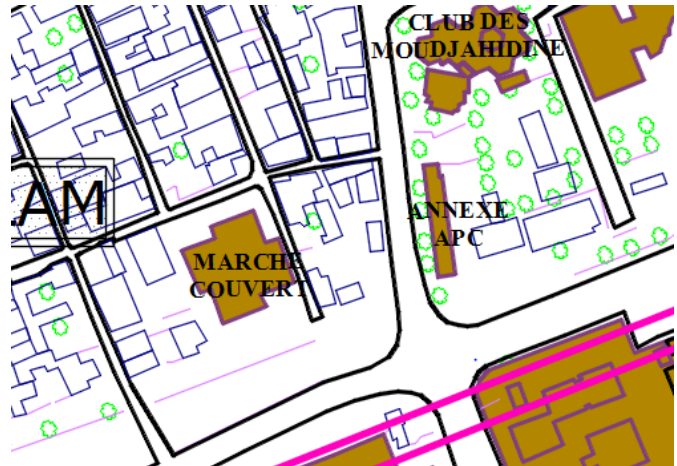 CLUB DES
MOUDJAHIDINE
AM
ANNEXE
APC
MARCHE
COUVERT